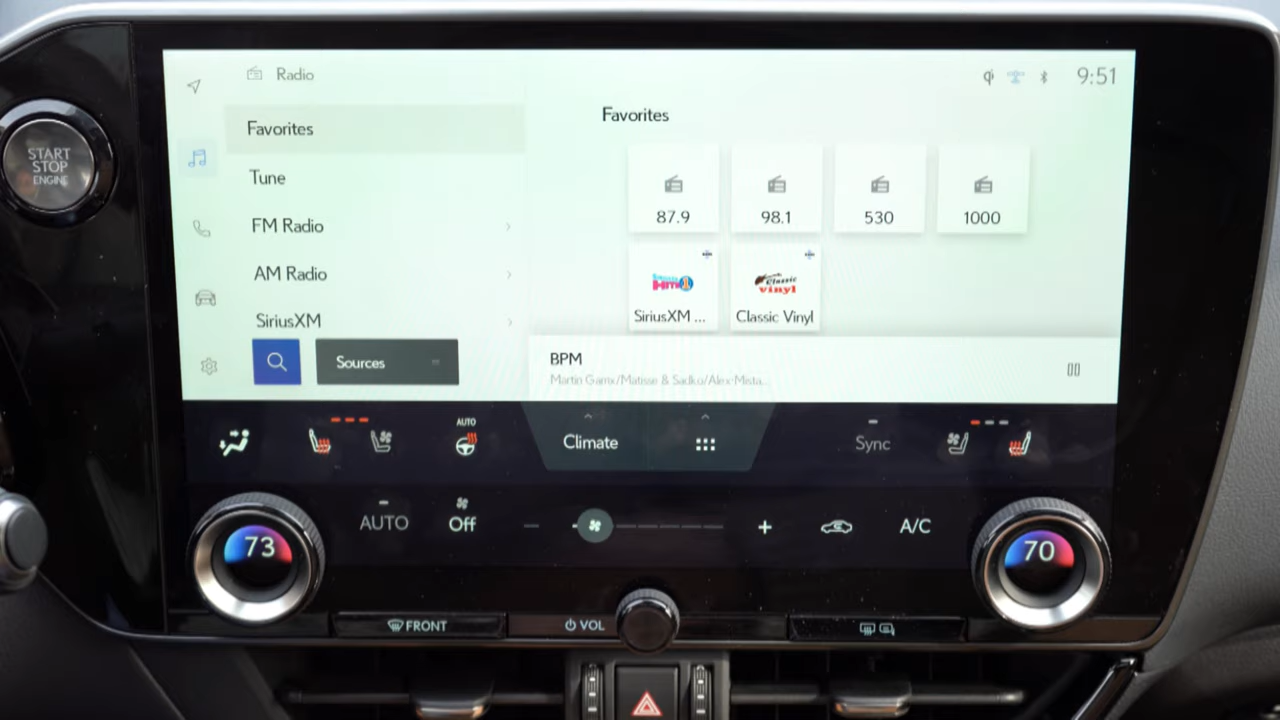 Radio
9:51
START
STOP
ENGINE
Favorites
Tune
FM Radio
AM Radio
SiriusXM
Sources
Favorites
87.9
98.1
530
1000
SiriusXM ...
Classic
vinyl
Classic Vinyl
BPM
Martin Garrix/Matisse & Sadko/Alex Mista...
AUTO
Climate
Sync
73
AUTO
Off
A/C
70
FRONT
VOL